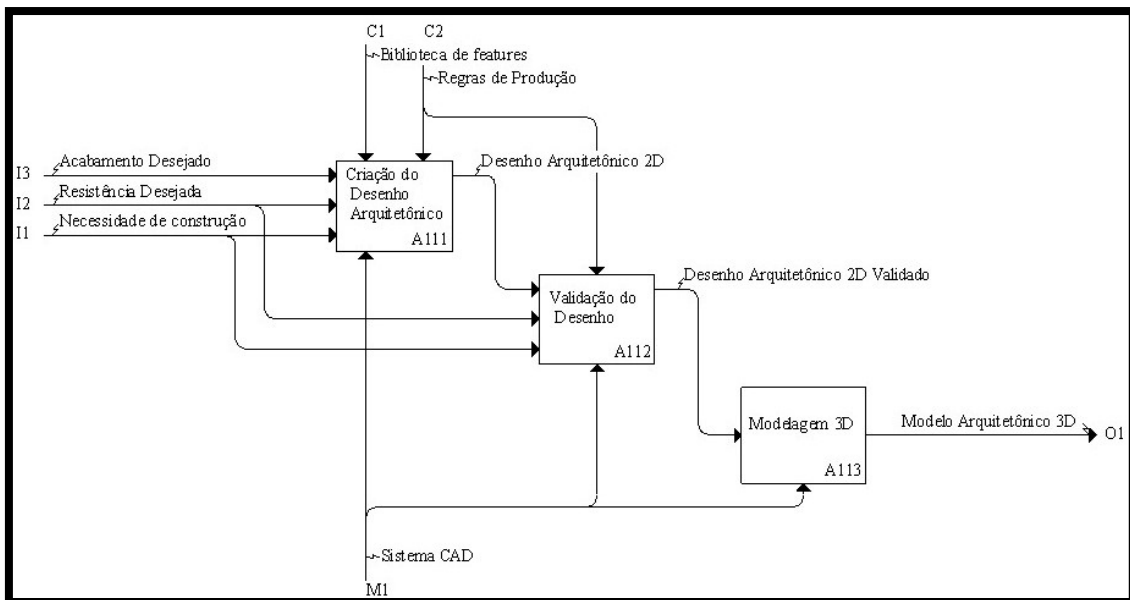 C1 C2
Biblioteca de features
Regras de Produção
I3 Acabamento Desejado
I2 Resistência Desejada
I1 Necessidade de construção
Criação do
Desenho
Arquitetônico
A111
Desenho Arquitetônico 2D
Desenho Arquitetônico 2D Validado
Validação do
Desenho
A112
Modelagem 3D
A113
Modelo Arquitetônico 3D
O1
Sistema CAD
M1